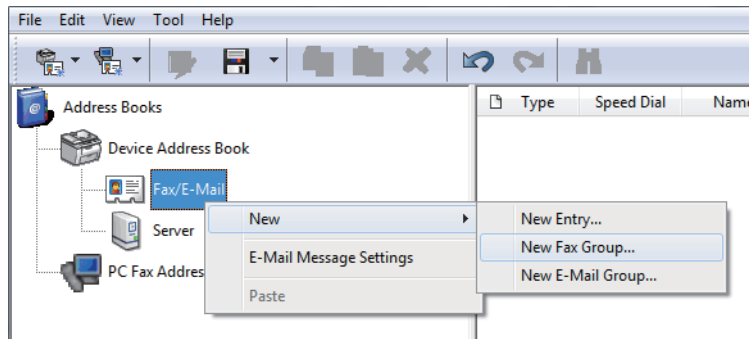 File Edit View Tool Help
Address Books
Type Speed Dial Name
Device Address Book
Fax/E-Mail
Server
PC Fax Addres
New
E-Mail Message Settings
Paste
New Entry...
New Fax Group...
New E-Mail Group...